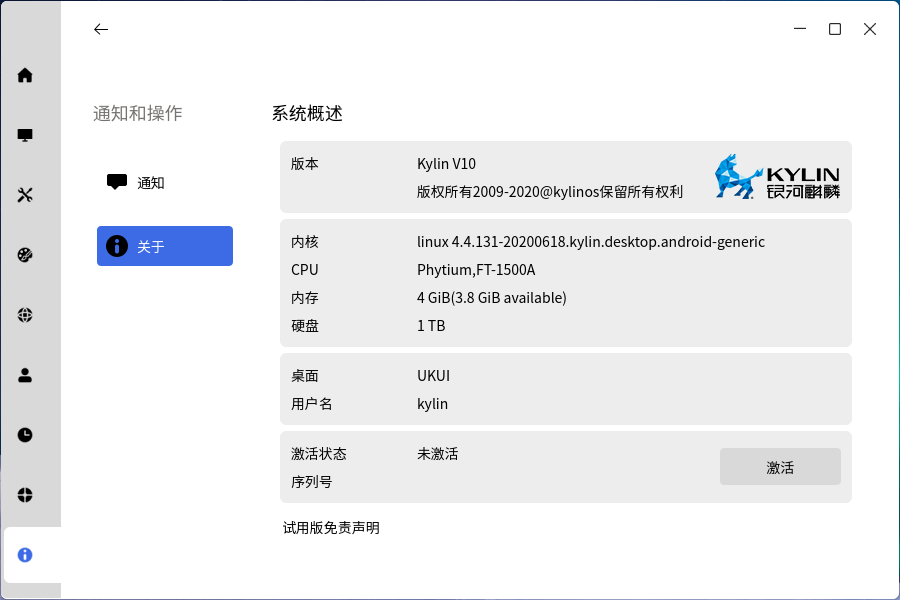 通知和操作
通知
关于
系统概述
版本 Kylin V10
版权所有2009-2020@kylinos保留所有权利
KYLIN
银河麒麟
内核 linux 4.4.131-20200618.kylin.desktop.android-generic
CPU Phytium,FT-1500A
内存 4 GiB(3.8 GiB available)
硬盘 1 TB
桌面 UKUI
用户名 kylin
激活状态 未激活
激活
序列号
试用版免责声明